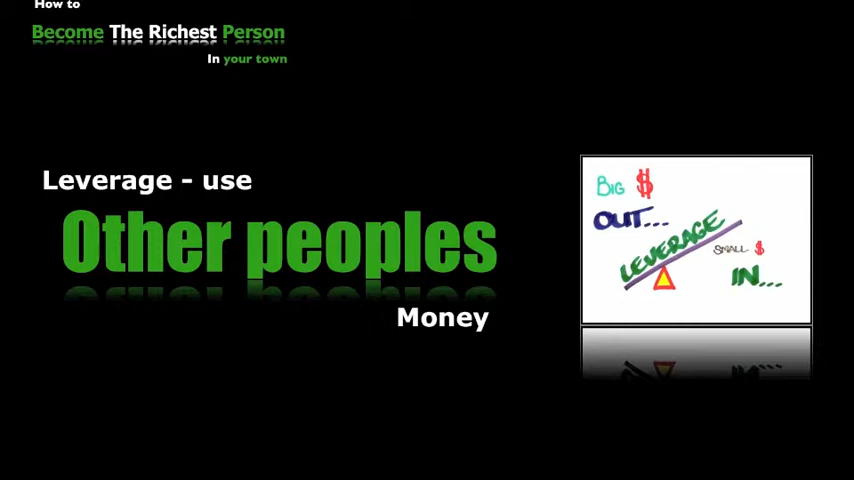 How to
Become The Richest Person
In your town
Leverage - use
Other peoples
Money
BIG $
OUT...
LEVERAGE
SMALL $
IN...